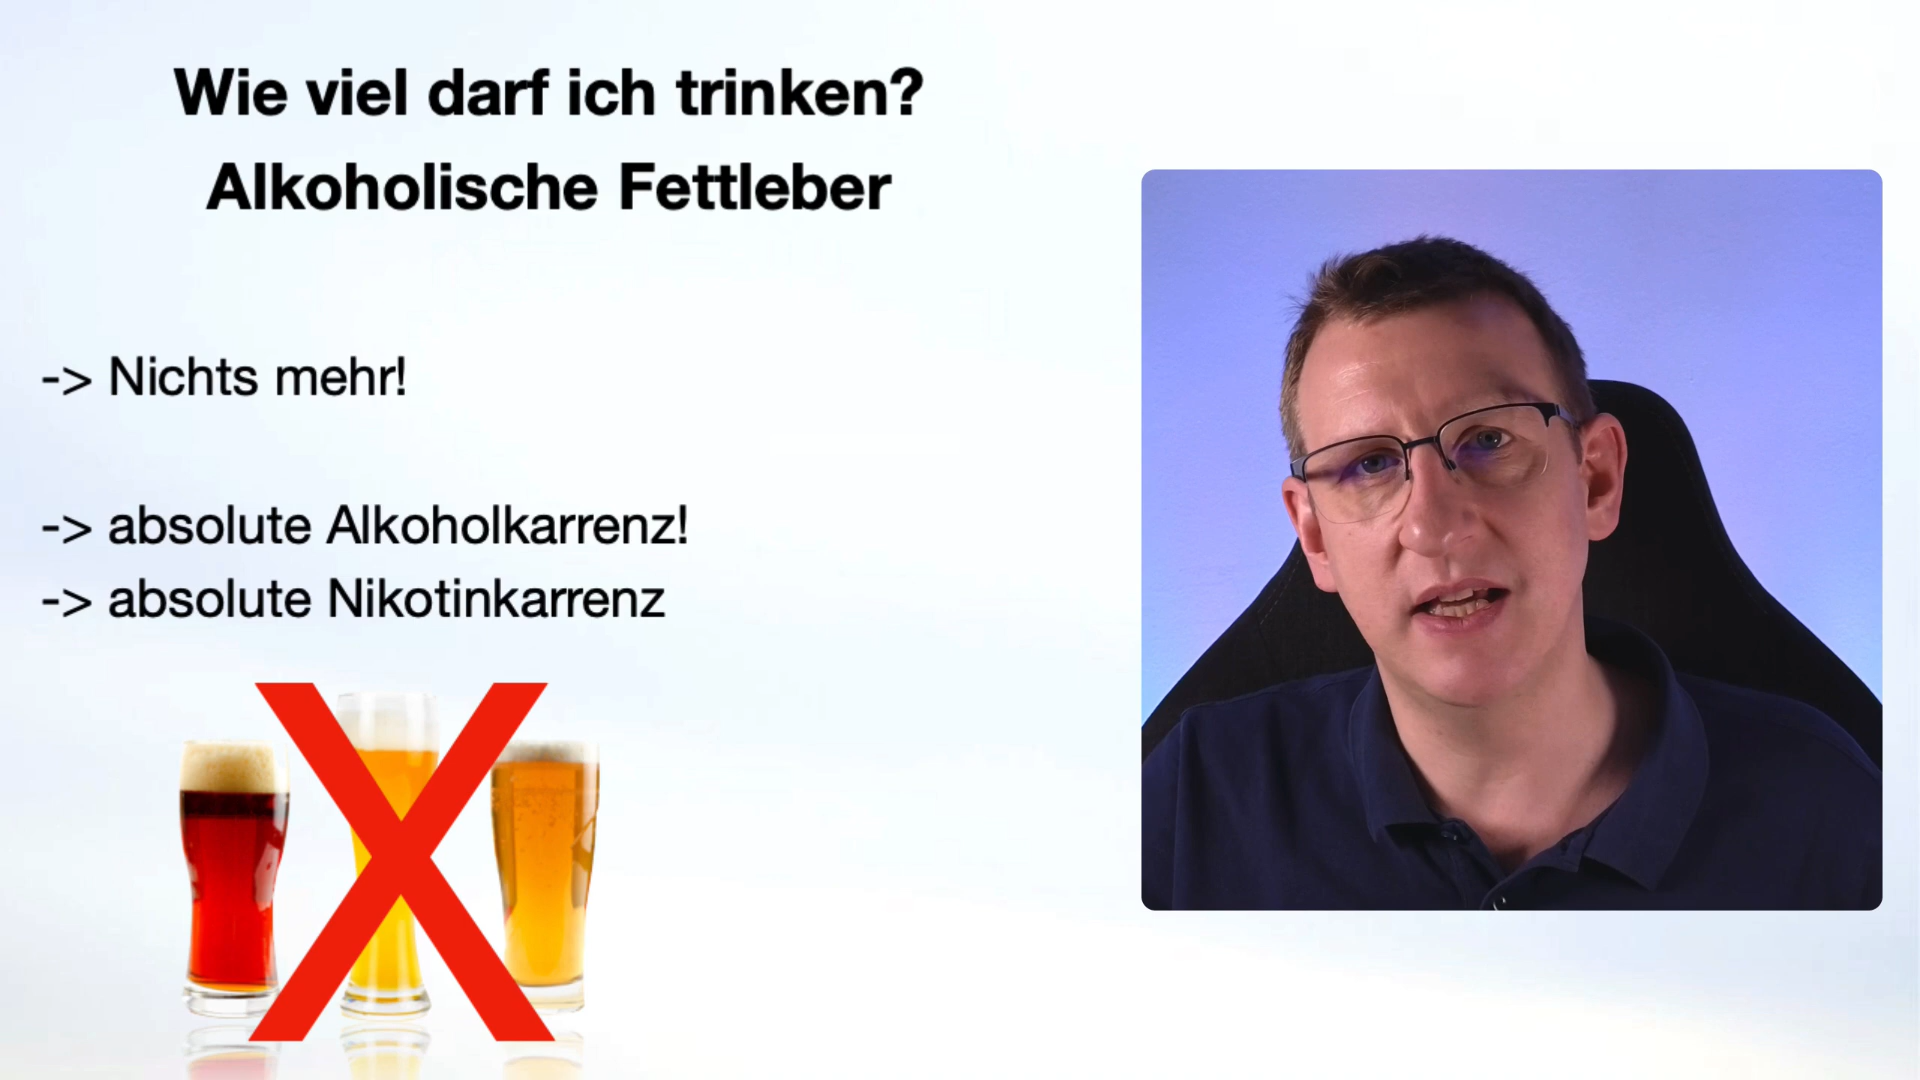 Wie viel darf ich trinken?
Alkoholische Fettleber
-> Nichts mehr!
-> absolute Alkoholkarrenz!
-> absolute Nikotinkarrenz